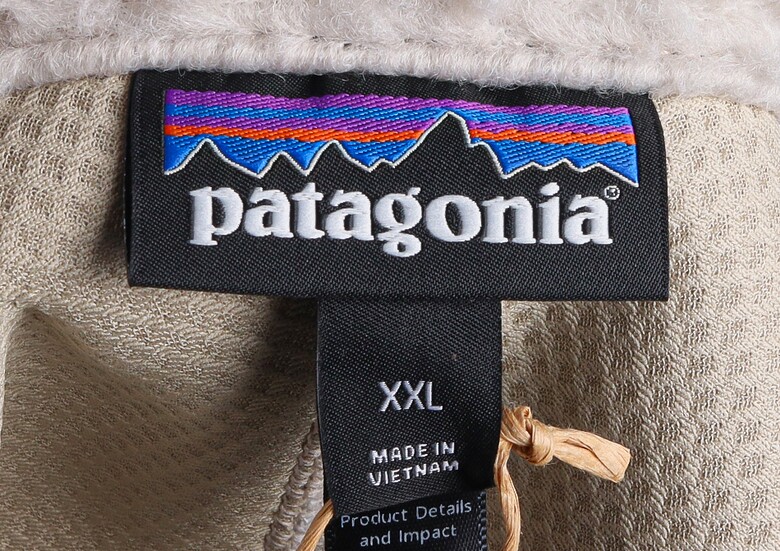 patagonia®
XXL
MADE IN
VIETNAM
Product Details
and Impact